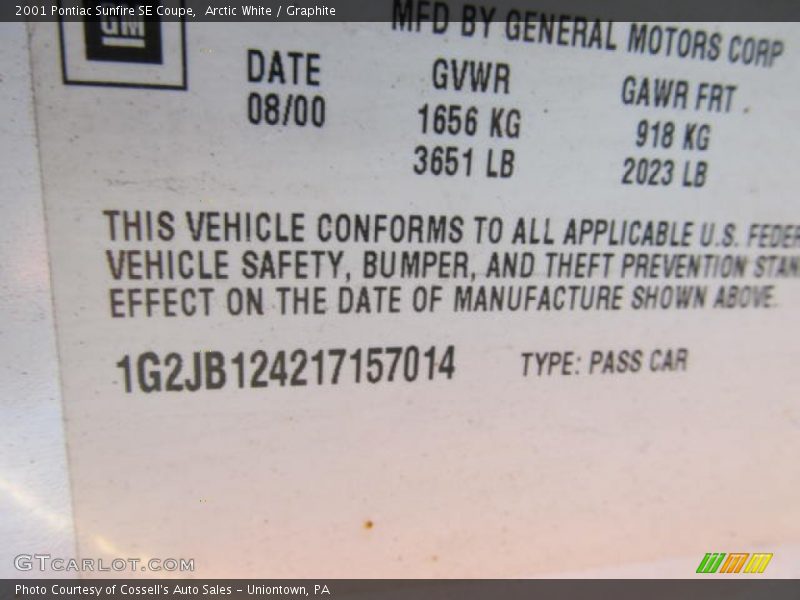 2001 Pontiac Sunfire SE Coupe, Arctic White / Graphite
GM
MFD BY GENERAL MOTORS CORP
DATE GVWR GAWR FRT
08/00 1656 KG 918 KG
3651 LB 2023 LB
THIS VEHICLE CONFORMS TO ALL APPLICABLE U.S. FEDER
VEHICLE SAFETY, BUMPER, AND THEFT PREVENTION STAN
EFFECT ON THE DATE OF MANUFACTURE SHOWN ABOVE.
1G2JB124217157014 TYPE: PASS CAR
GTCARLOT.COM
Photo Courtesy of Cossell's Auto Sales - Uniontown, PA